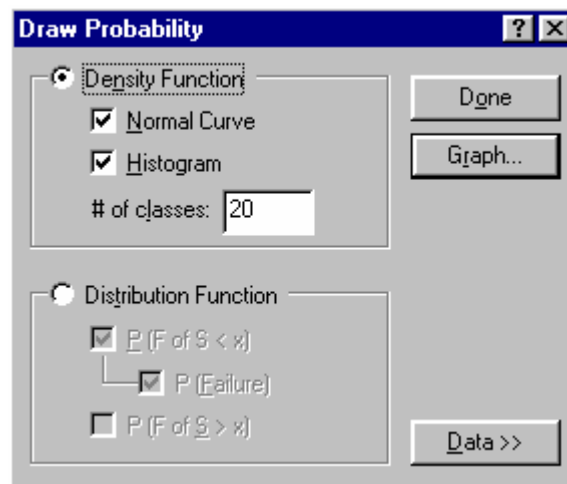 Draw Probability ? X
Density Function
Normal Curve
Histogram
# of classes: 20
Done
Graph...
Distribution Function
P (F of S < x)
P (Failure)
P (F of S > x)
Data >>